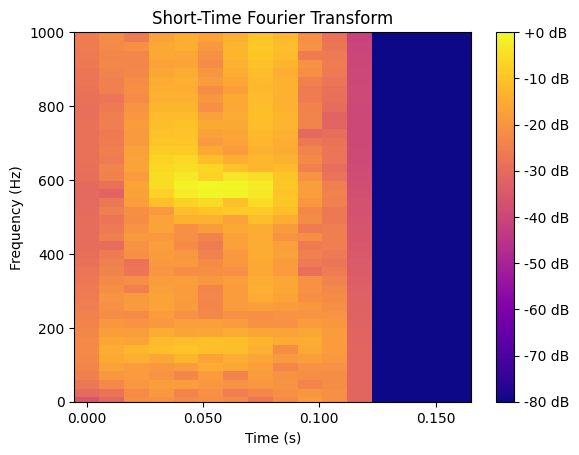 Short-Time Fourier Transform
1000
800
600
400
200
0
Frequency (Hz)
0.000
0.050
0.100
0.150
Time (s)
+0 dB
-10 dB
-20 dB
-30 dB
-40 dB
-50 dB
-60 dB
-70 dB
-80 dB